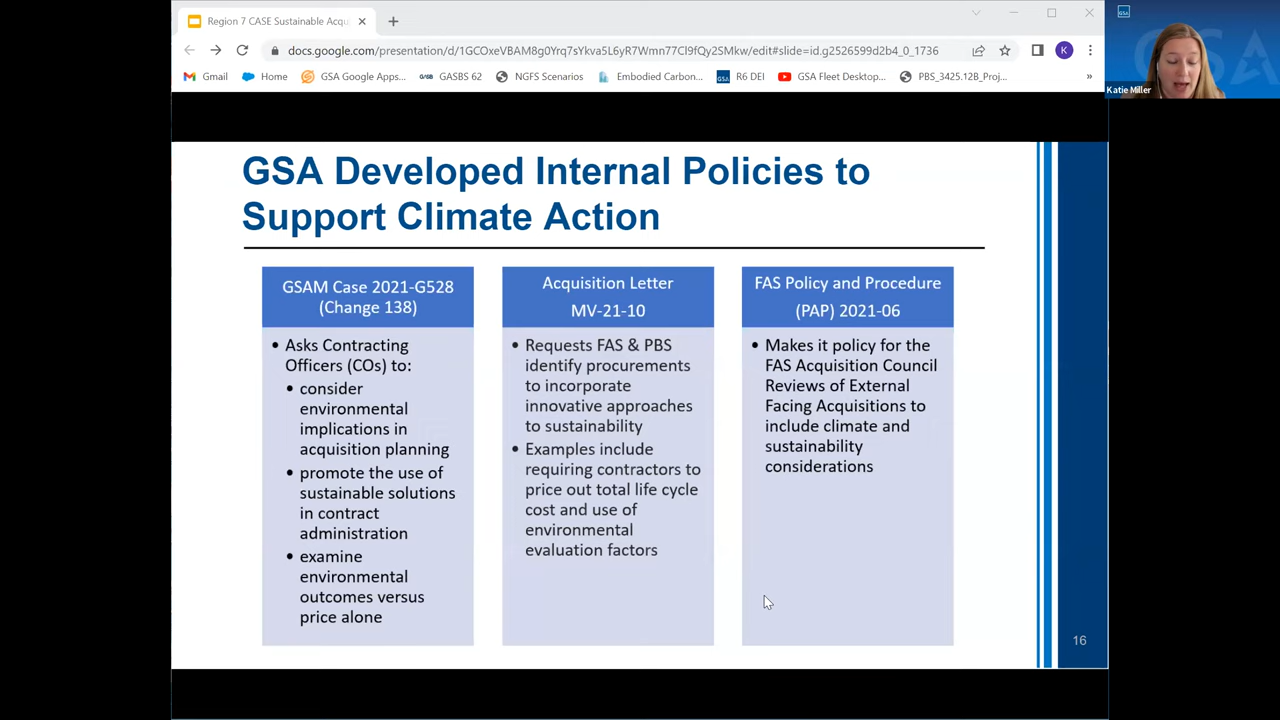 Region 7 CASE Sustainable Acqu
docs.google.com/presentation/d/1GCOxeVBAM8g0Yrq7sYkva5L6yR7Wmn77Cl9fQy2SMkw/edit#slide=id.g2526599d2b4_0_1736
K
Gmail
Home
GSA Google Apps...
GASBS 62
NGFS Scenarios
Embodied Carbon...
R6 DEI
GSA Fleet Desktop...
PBS_3425.12B_Proj...
»
GSA
Katie Miller
GSA Developed Internal Policies to
Support Climate Action
GSAM Case 2021-G528
(Change 138)
• Asks Contracting
Officers (COs) to:
• consider
environmental
implications in
acquisition planning
• promote the use of
sustainable solutions
in contract
administration
• examine
environmental
outcomes versus
price alone
Acquisition Letter
MV-21-10
• Requests FAS & PBS
identify procurements
to incorporate
innovative approaches
to sustainability
• Examples include
requiring contractors to
price out total life cycle
cost and use of
environmental
evaluation factors
FAS Policy and Procedure
(PAP) 2021-06
• Makes it policy for the
FAS Acquisition Council
Reviews of External
Facing Acquisitions to
include climate and
sustainability
considerations
16